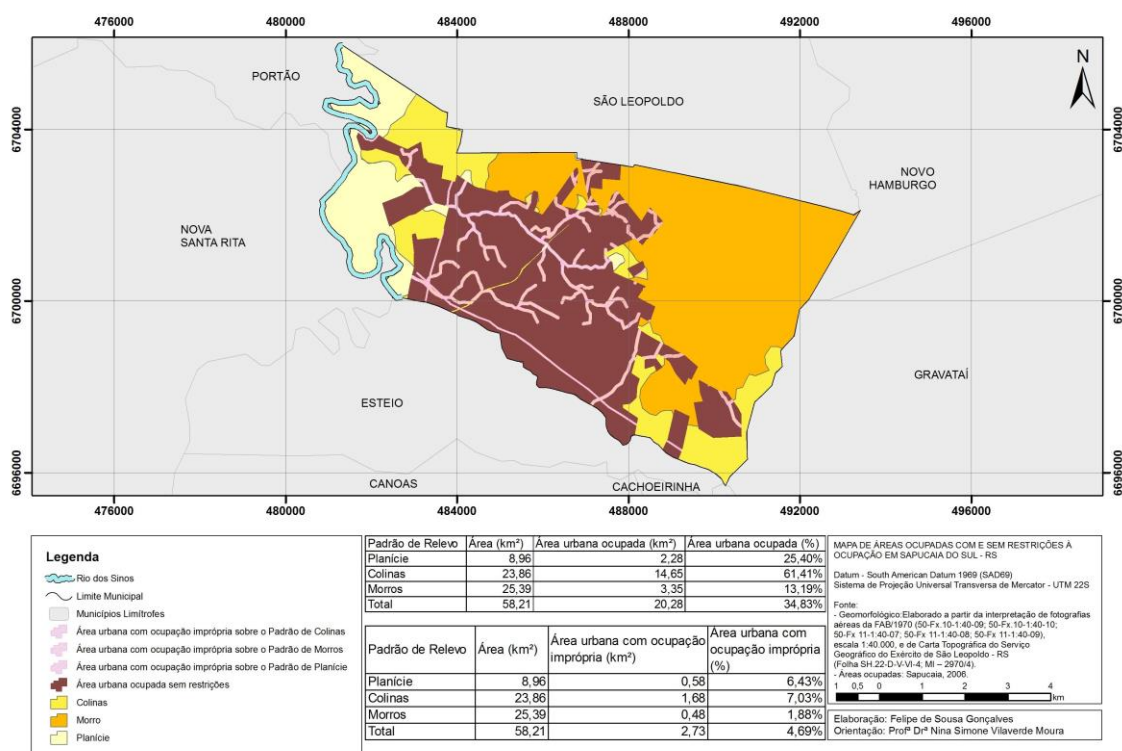 476000 480000 484000 488000 492000 496000
N
PORTÃO
SÃO LEOPOLDO
6704000 6704000
NOVO
HAMBURGO
NOVA
SANTA RITA
6700000 6700000
GRAVATAÍ
ESTEIO
6696000 6696000
CANOAS
CACHOEIRINHA
476000 480000 484000 488000 492000 496000
Legenda
Rio dos Sinos
Limite Municipal
Municípios Limítrofes
Área urbana com ocupação imprópria sobre o Padrão de Colinas
Área urbana com ocupação imprópria sobre o Padrão de Morros
Área urbana com ocupação imprópria sobre o Padrão de Planície
Área urbana ocupada sem restrições
Colinas
Morro
Planície
Padrão de Relevo Área (km²) Área urbana ocupada (km²) Área urbana ocupada (%)
Planície 8,96 2,28 25,40%
Colinas 23,86 14,65 61,41%
Morros 25,39 3,35 13,19%
Total 58,21 20,28 34,83%
Padrão de Relevo Área (km²) Área urbana com ocupação imprópria (km²) Área urbana com ocupação imprópria (%)
Planície 8,96 0,58 6,43%
Colinas 23,86 1,68 7,03%
Morros 25,39 0,48 1,88%
Total 58,21 2,73 4,69%
MAPA DE ÁREAS OCUPADAS COM E SEM RESTRIÇÕES À
OCUPAÇÃO EM SAPUCAIA DO SUL - RS
Datum - South American Datum 1969 (SAD69)
Sistema de Projeção Universal Transversa de Mercator - UTM 22S
Fonte:
- Geomorfológico:Elaborado a partir da interpretação de fotografias
aéreas da FAB/1970 (50-Fx.10-1:40-09; 50-Fx.10-1:40-10;
50-Fx 11-1:40-07; 50-Fx 11-1:40-08; 50-Fx 11-1:40-09),
escala 1:40.000, e de Carta Topográfica do Serviço
Geográfico do Exército de São Leopoldo - RS
(Folha SH.22-D-V-VI-4; MI – 2970/4).
- Áreas ocupadas: Sapucaia, 2006.
1 0,5 0 1 2 3 4
km
Elaboração: Felipe de Sousa Gonçalves
Orientação: Profª Drª Nina Simone Vilaverde Moura